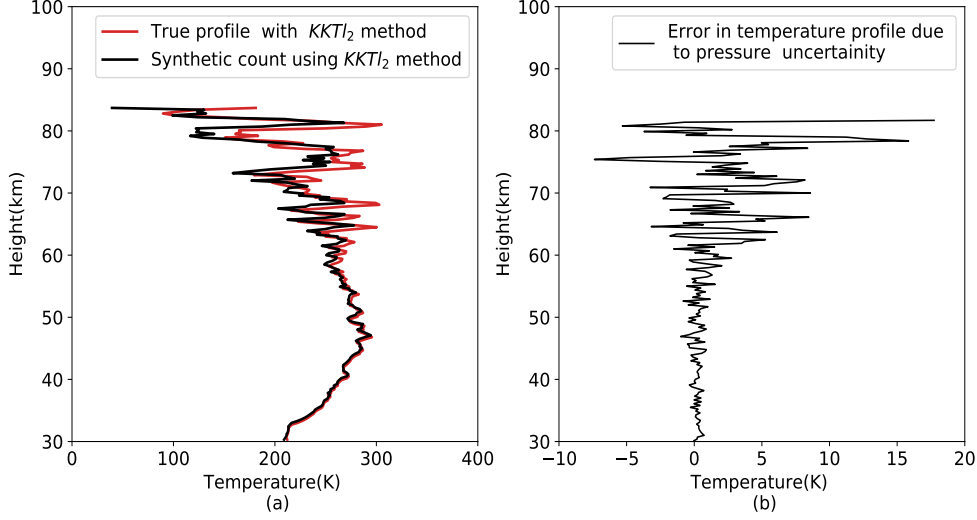 True profile with KKTl₂ method
Synthetic count using KKTl₂ method
100
90
80
70
60
50
40
30
Height(km)
0 100 200 300 400
Temperature(K)
(a)
Error in temperature profile due
to pressure uncertainity
100
90
80
70
60
50
40
30
Height(km)
−10 −5 0 5 10 15 20
Temperature(K)
(b)